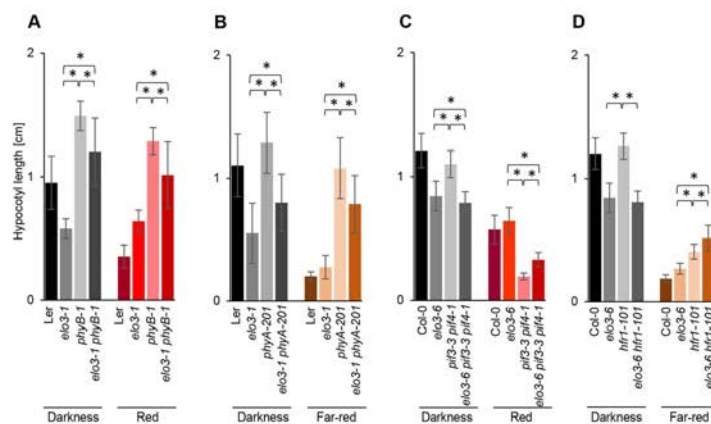 A
B
C
D
Hypocotyl length [cm]
2
1
0
2
1
0
2
1
0
2
1
0
* * * * * *
* * * * * *
* * * * * *
* * * * *
Ler
elo3-1
phyB-1
elo3-1 phyB-1
Ler
elo3-1
phyB-1
elo3-1 phyB-1
Darkness
Red
Ler
elo3-1
phyA-201
elo3-1 phyA-201
Ler
elo3-1
phyA-201
elo3-1 phyA-201
Darkness
Far-red
Col-0
elo3-6
pif3-3 pif4-1
elo3-6 pif3-3 pif4-1
Col-0
elo3-6
pif3-3 pif4-1
elo3-6 pif3-3 pif4-1
Darkness
Red
Col-0
elo3-6
hfr1-101
elo3-6 hfr1-101
Col-0
elo3-6
hfr1-101
elo3-6 hfr1-101
Darkness
Far-red